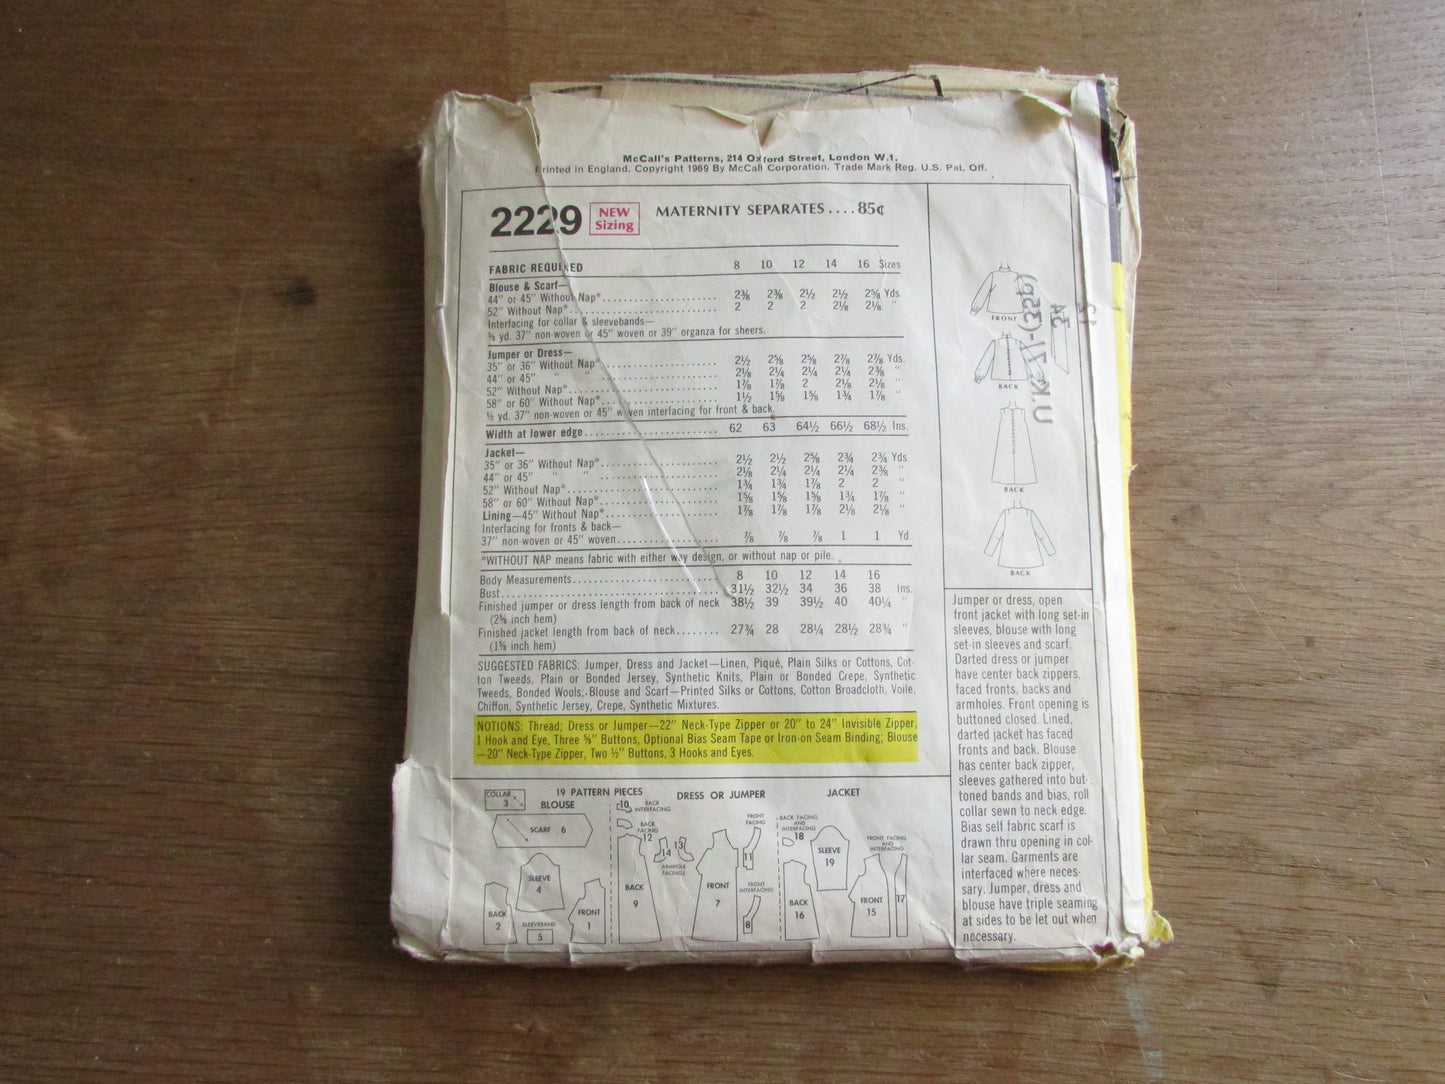 McCall's Patterns, 214 Oxford Street, London W.1.
Printed in England. Copyright 1969 By McCall Corporation. Trade Mark Reg. U.S. Pat. Off.
2229 NEW Sizing MATERNITY SEPARATES....85¢
FABRIC REQUIRED 8 10 12 14 16 Sizes
Blouse & Scarf—
44" or 45" Without Nap* 2⅜ 2⅜ 2½ 2½ 2⅝ Yds
52" Without Nap* 2 2 2 2⅛ 2⅛ "
Interfacing for collar & sleevebands—
⅝ yd. 37" non-woven or 45" woven or 39" organza for sheers.
Jumper or Dress—
35" or 36" Without Nap* 2½ 2⅝ 2⅝ 2⅞ 2⅞ Yds.
44" or 45" " " 2⅛ 2¼ 2¼ 2¼ 2⅜ "
52" Without Nap* 1⅞ 1⅞ 2 2⅛ 2⅛ "
58" or 60" Without Nap* 1½ 1⅝ 1⅝ 1¾ 1⅞ "
½ yd. 37" non-woven or 45" woven interfacing for front & back.
Width at lower edge 62 63 64½ 66½ 68½ Ins.
Jacket—
35" or 36" Without Nap* 2½ 2½ 2⅝ 2¾ 2¾ Yds
44" or 45" " " 2⅛ 2¼ 2¼ 2¼ 2⅜ "
52" Without Nap* 1¾ 1¾ 1⅞ 2 2 "
58" or 60" Without Nap* 1⅝ 1⅝ 1⅝ 1¾ 1⅞ "
Lining—45" Without Nap* 1⅞ 1⅞ 1⅞ 2⅛ 2⅛ "
Interfacing for fronts & back—
37" non-woven or 45" woven ⅞ ⅞ ⅞ 1 1 Yd
*WITHOUT NAP means fabric with either way design, or without nap or pile.
Body Measurements 8 10 12 14 16
Bust 31½ 32½ 34 36 38 Ins.
Finished jumper or dress length from back of neck 38½ 39 39½ 40 40¼ "
(2⅝ inch hem)
Finished jacket length from back of neck 27¾ 28 28¼ 28½ 28¾ "
(1⅝ inch hem)
SUGGESTED FABRICS: Jumper, Dress and Jacket—Linen, Piqué, Plain Silks or Cottons, Cot-
ton Tweeds, Plain or Bonded Jersey, Synthetic Knits, Plain or Bonded Crepe, Synthetic
Tweeds, Bonded Wools; Blouse and Scarf—Printed Silks or Cottons, Cotton Broadcloth, Voile,
Chiffon, Synthetic Jersey, Crepe, Synthetic Mixtures.
NOTIONS: Thread; Dress or Jumper—22" Neck-Type Zipper or 20" to 24" Invisible Zipper,
1 Hook and Eye, Three ⅝" Buttons, Optional Bias Seam Tape or Iron-on Seam Binding; Blouse
—20" Neck-Type Zipper, Two ½" Buttons, 3 Hooks and Eyes.
19 PATTERN PIECES
BLOUSE
COLLAR 3
SCARF 6
SLEEVE 4
BACK 2
SLEEVEBAND 5
FRONT 1
DRESS OR JUMPER
10 BACK INTERFACING
BACK FACING 12
14 13
ARMHOLE FACINGS
BACK 9
FRONT 7
FRONT FACING 11
FRONT INTERFACING 8
JACKET
BACK FACING AND INTERFACING 18
SLEEVE 19
FRONT FACING AND INTERFACING 17
BACK 16
FRONT 15
FRONT
BACK
BACK
BACK
U.K. 71-(35p)
34
12
Jumper or dress, open
front jacket with long set-in
sleeves, blouse with long
set-in sleeves and scarf.
Darted dress or jumper
have center back zippers,
faced fronts, backs and
armholes. Front opening is
buttoned closed. Lined,
darted jacket has faced
fronts and back. Blouse
has center back zipper,
sleeves gathered into but-
toned bands and bias, roll
collar sewn to neck edge.
Bias self fabric scarf is
drawn thru opening in col-
lar seam. Garments are
interfaced where neces-
sary. Jumper, dress and
blouse have triple seaming
at sides to be let out when
necessary.